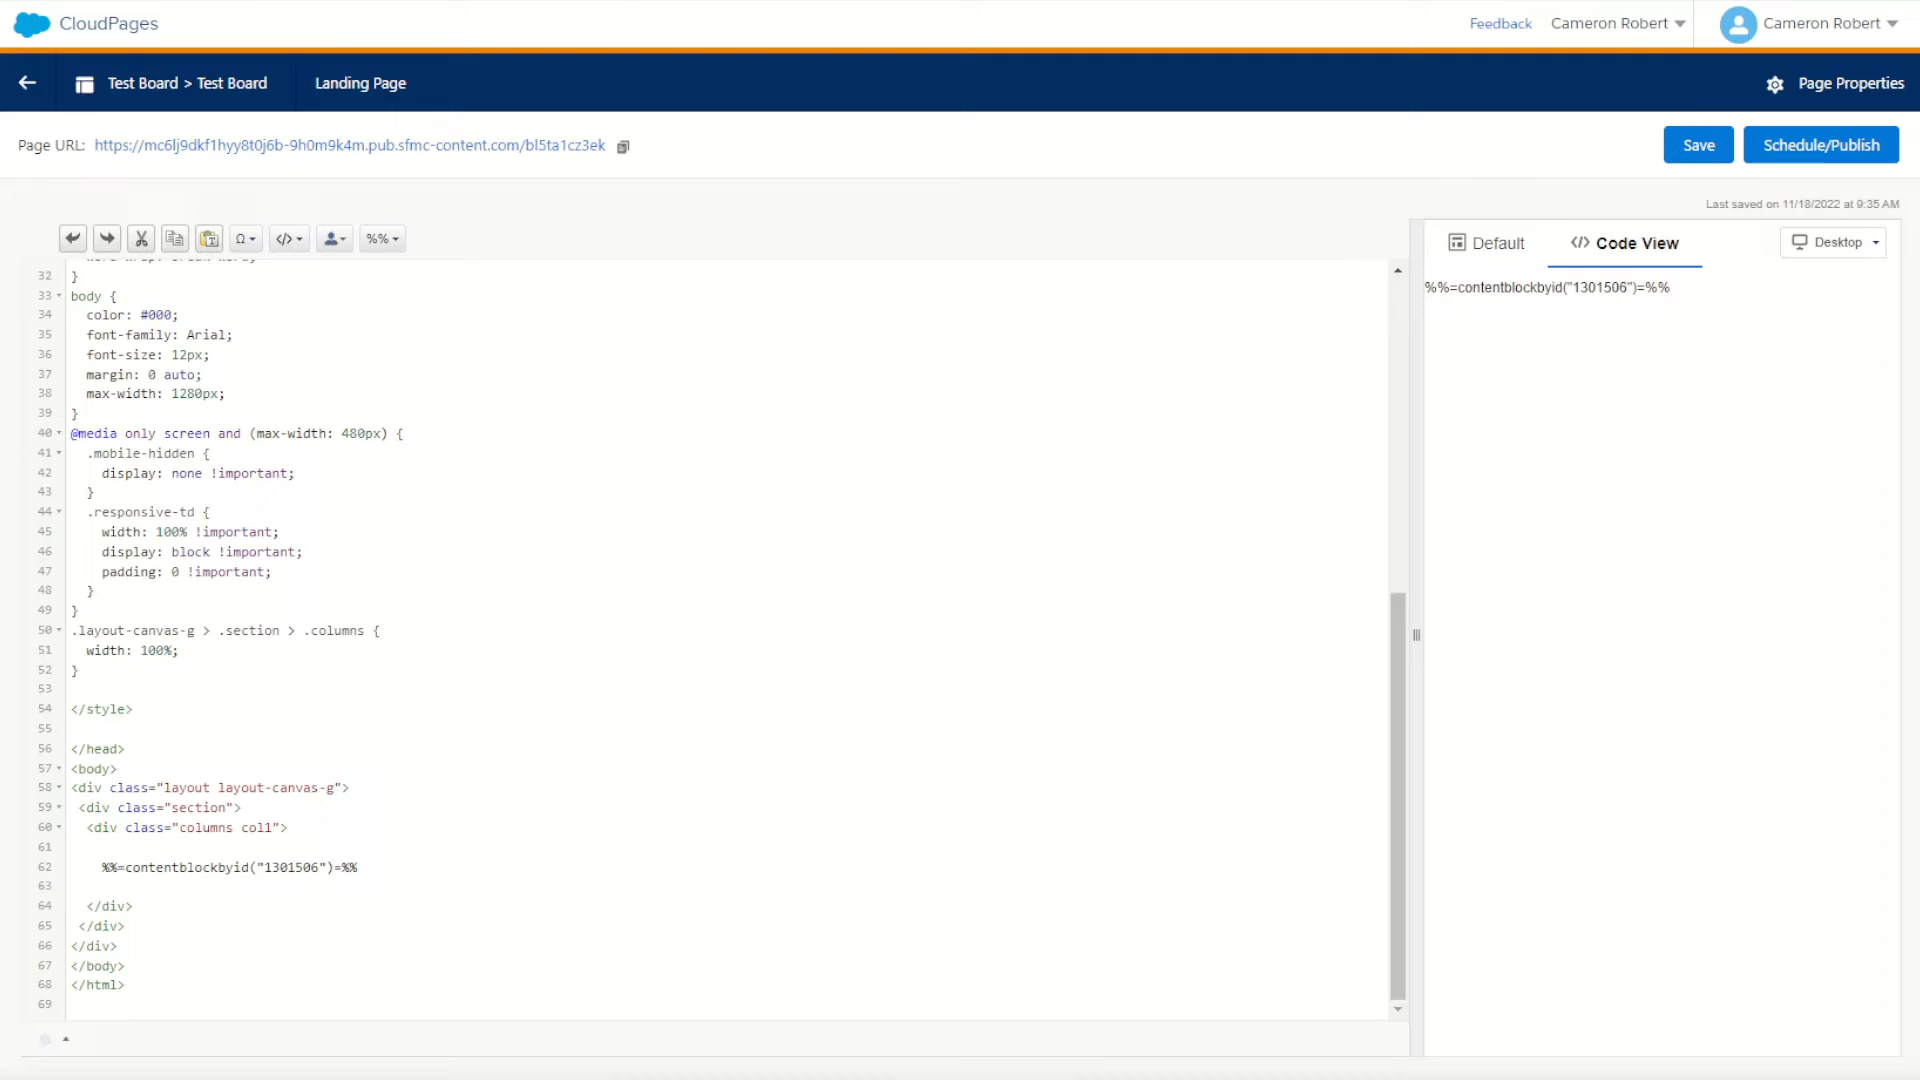 CloudPages
Feedback
Cameron Robert
Cameron Robert
Test Board > Test Board
Landing Page
Page Properties
Page URL: https://mc6lj9dkf1hyy8t0j6b-9h0m9k4m.pub.sfmc-content.com/bl5ta1cz3ek
Save
Schedule/Publish
Last saved on 11/18/2022 at 9:35 AM
Ω
</>
%%
Default
</> Code View
Desktop
%%=contentblockbyid("1301506")=%%
32 }
33 body {
34 color: #000;
35 font-family: Arial;
36 font-size: 12px;
37 margin: 0 auto;
38 max-width: 1280px;
39 }
40 @media only screen and (max-width: 480px) {
41 .mobile-hidden {
42 display: none !important;
43 }
44 .responsive-td {
45 width: 100% !important;
46 display: block !important;
47 padding: 0 !important;
48 }
49 }
50 .layout-canvas-g > .section > .columns {
51 width: 100%;
52 }
53
54 </style>
55
56 </head>
57 <body>
58 <div class="layout layout-canvas-g">
59 <div class="section">
60 <div class="columns col1">
61
62 %%=contentblockbyid("1301506")=%%
63
64 </div>
65 </div>
66 </div>
67 </body>
68 </html>
69